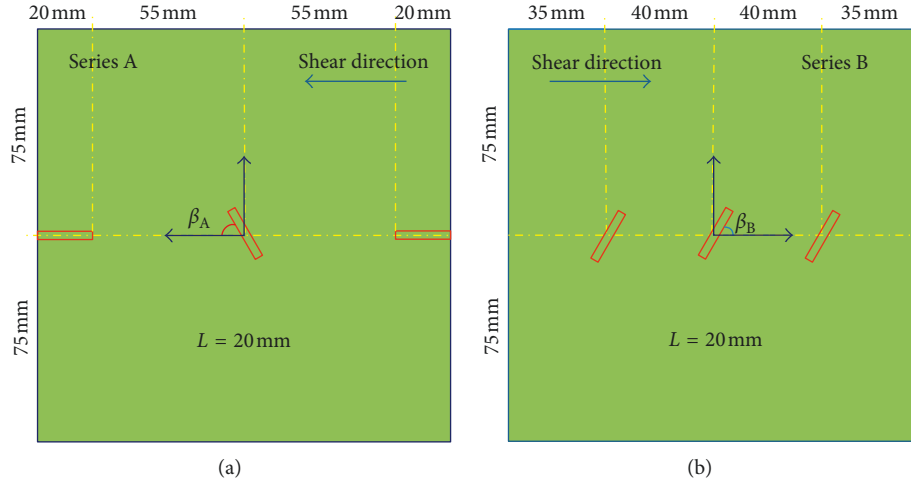 20 mm 55 mm 55 mm 20 mm
Series A
Shear direction
75 mm
β_A
75 mm
L = 20 mm
(a)
35 mm 40 mm 40 mm 35 mm
Shear direction
Series B
75 mm
β_B
75 mm
L = 20 mm
(b)